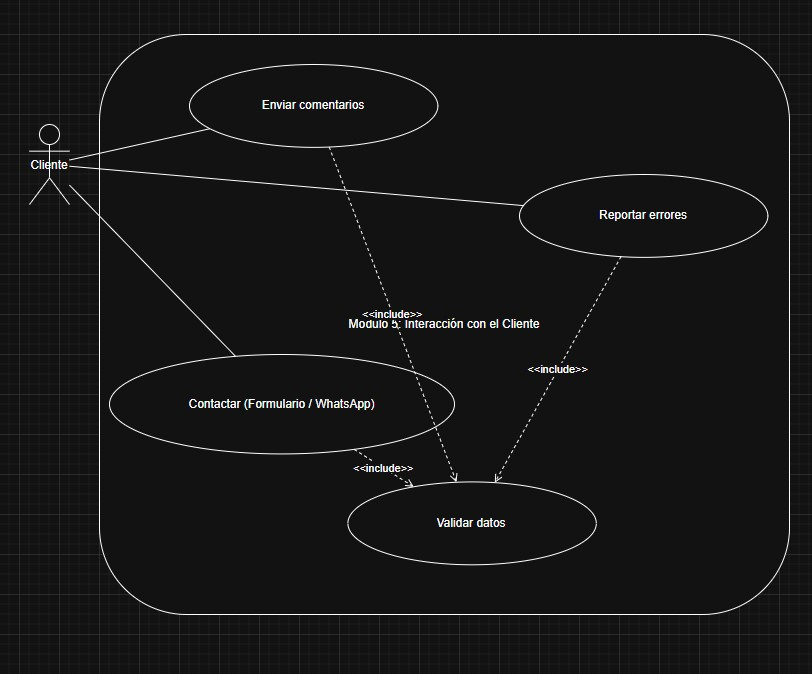 Enviar comentarios
Cliente
Reportar errores
<<include>>
Modulo 5: Interacción con el Cliente
<<include>>
Contactar (Formulario / WhatsApp)
<<include>>
Validar datos